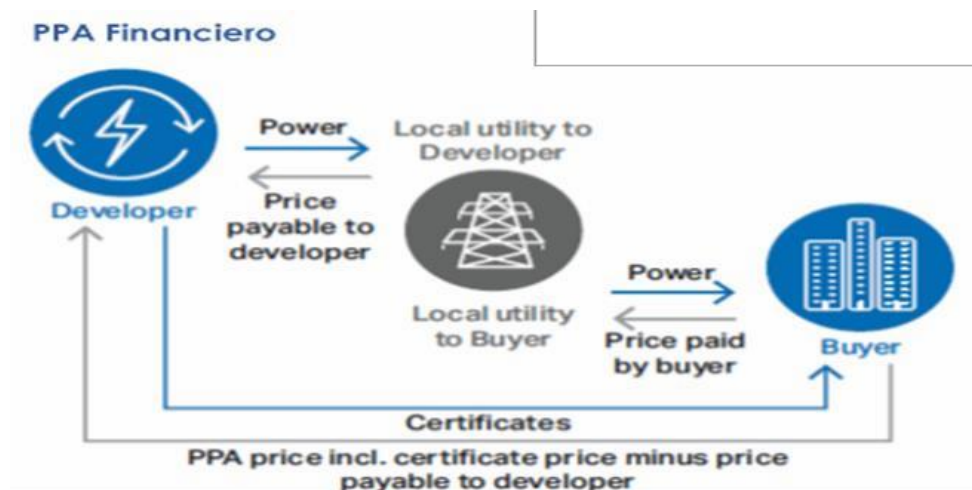 PPA Financiero
Power
Local utility to
Developer
Developer
Price
payable to
developer
Power
Local utility
to Buyer
Price paid
by buyer
Buyer
Certificates
PPA price incl. certificate price minus price
payable to developer